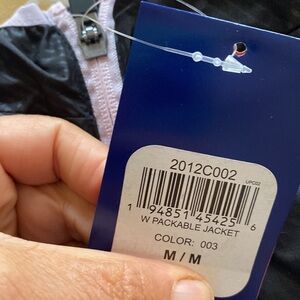 2012C002
UPC02
1 94851 45425 6
W PACKABLE JACKET
COLOR: 003
M / M